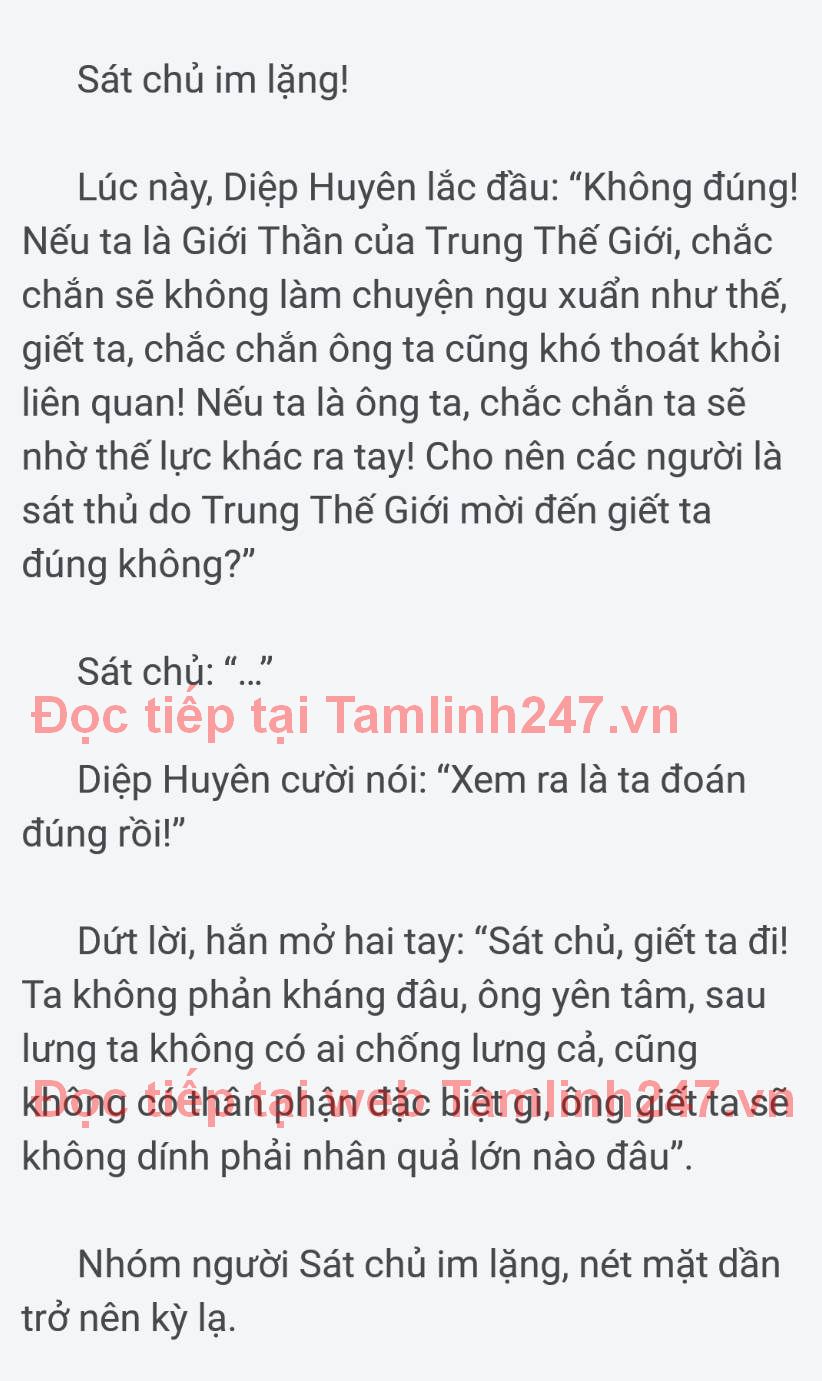 Sát chủ im lặng!
Lúc này, Diệp Huyên lắc đầu: “Không đúng!
Nếu ta là Giới Thần của Trung Thế Giới, chắc
chắn sẽ không làm chuyện ngu xuẩn như thế,
giết ta, chắc chắn ông ta cũng khó thoát khỏi
liên quan! Nếu ta là ông ta, chắc chắn ta sẽ
nhờ thế lực khác ra tay! Cho nên các người là
sát thủ do Trung Thế Giới mời đến giết ta
đúng không?”
Sát chủ: “…”
Đọc tiếp tại Tamlinh247.vn
Diệp Huyên cười nói: “Xem ra là ta đoán
đúng rồi!”
Dứt lời, hắn mở hai tay: “Sát chủ, giết ta đi!
Ta không phản kháng đâu, ông yên tâm, sau
lưng ta không có ai chống lưng cả, cũng
không có thân phận đặc biệt gì, ông giết ta sẽ
Đọc tiếp tại web Tamlinh247.vn
không dính phải nhân quả lớn nào đâu”.
Nhóm người Sát chủ im lặng, nét mặt dần
trở nên kỳ lạ.